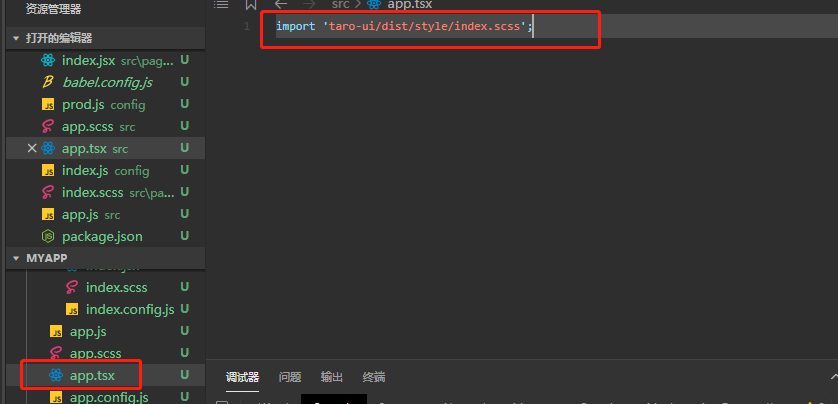 资源管理器
打开的编辑器
index.jsx src\pag... U
babel.config.js U
prod.js config U
app.scss src U
app.tsx src U
index.js config U
index.scss src\pa... U
app.js src U
package.json U
MYAPP
index.scss U
index.config.js U
app.js U
app.scss U
app.tsx U
app.config.js U
src > app.tsx
1 import 'taro-ui/dist/style/index.scss';
调试器 问题 输出 终端